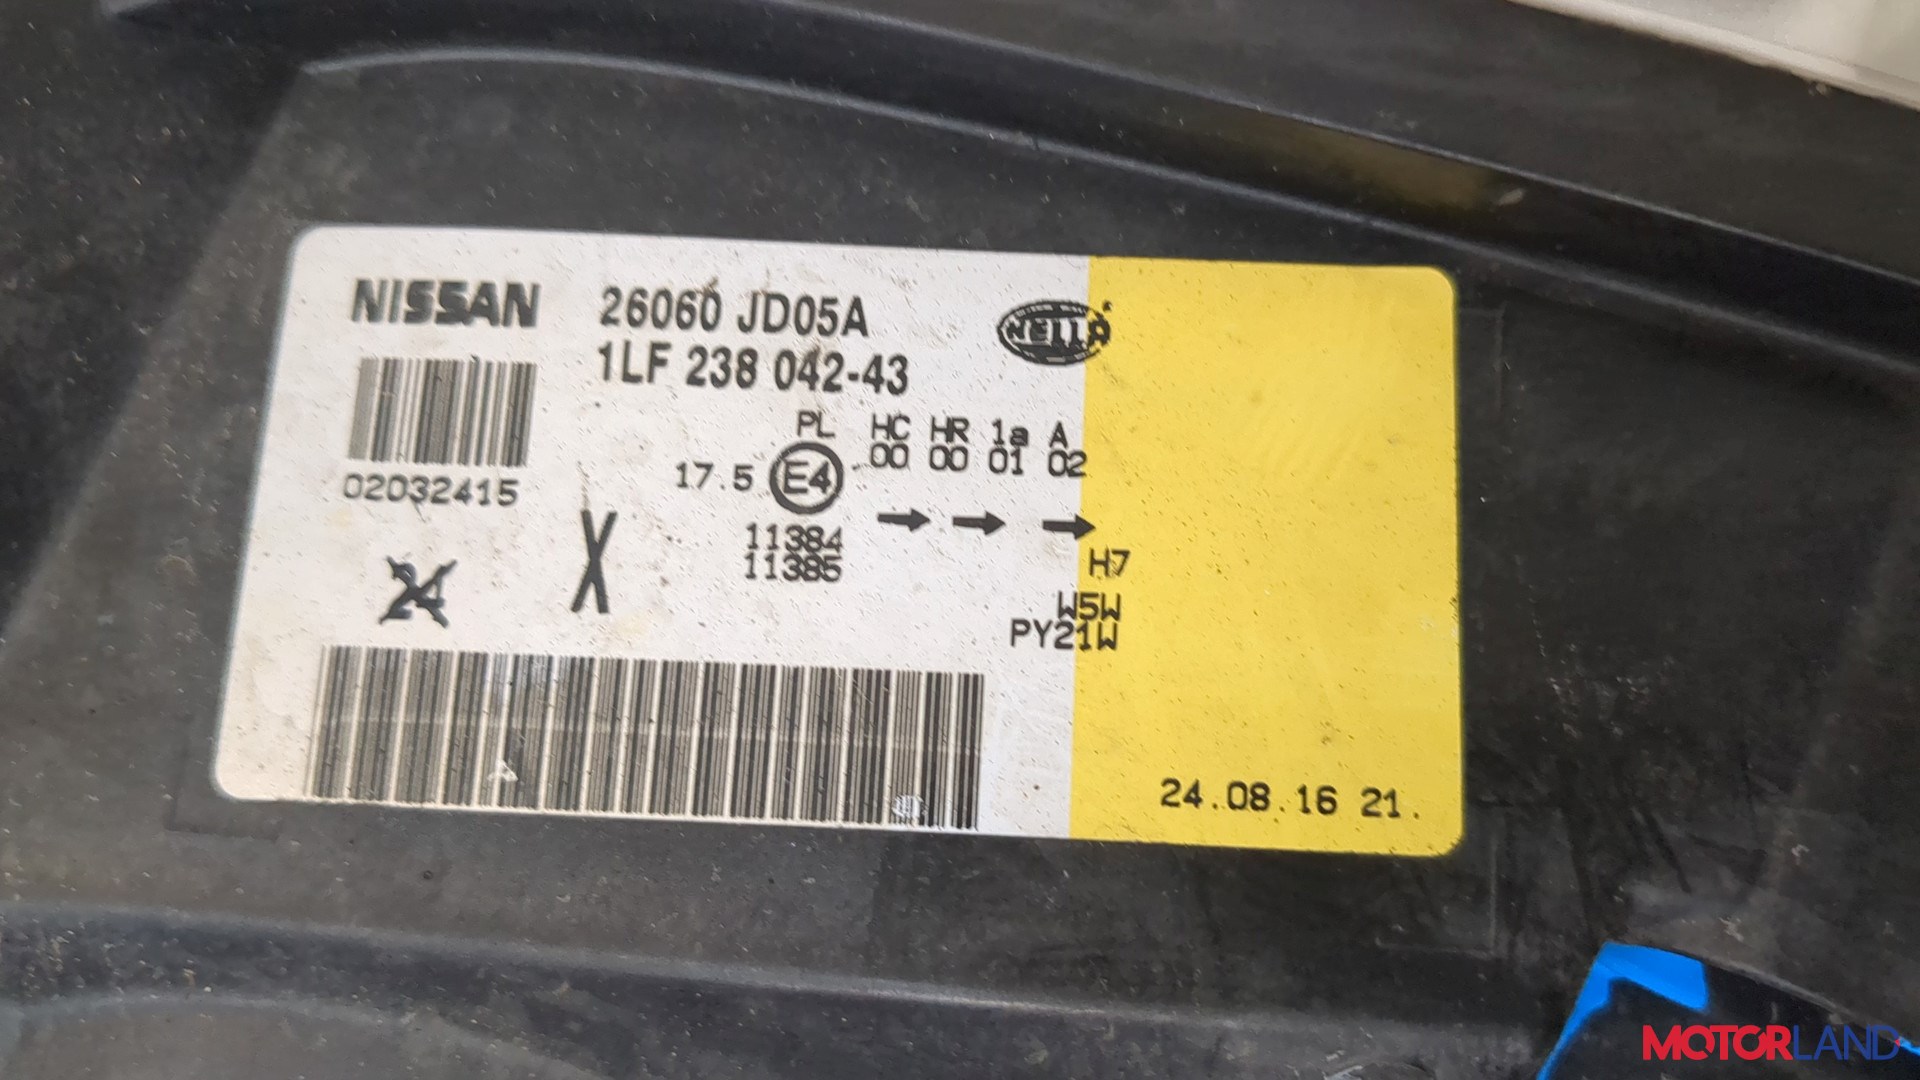 NISSAN
26060 JD05A
1LF 238 042-43
HELLA
02032415
17.5
PL
E4
HC HR 1a A
00 00 01 02
11384
11385
24
X
H7
W5W
PY21W
24.08.16 21.
MOTORLAND